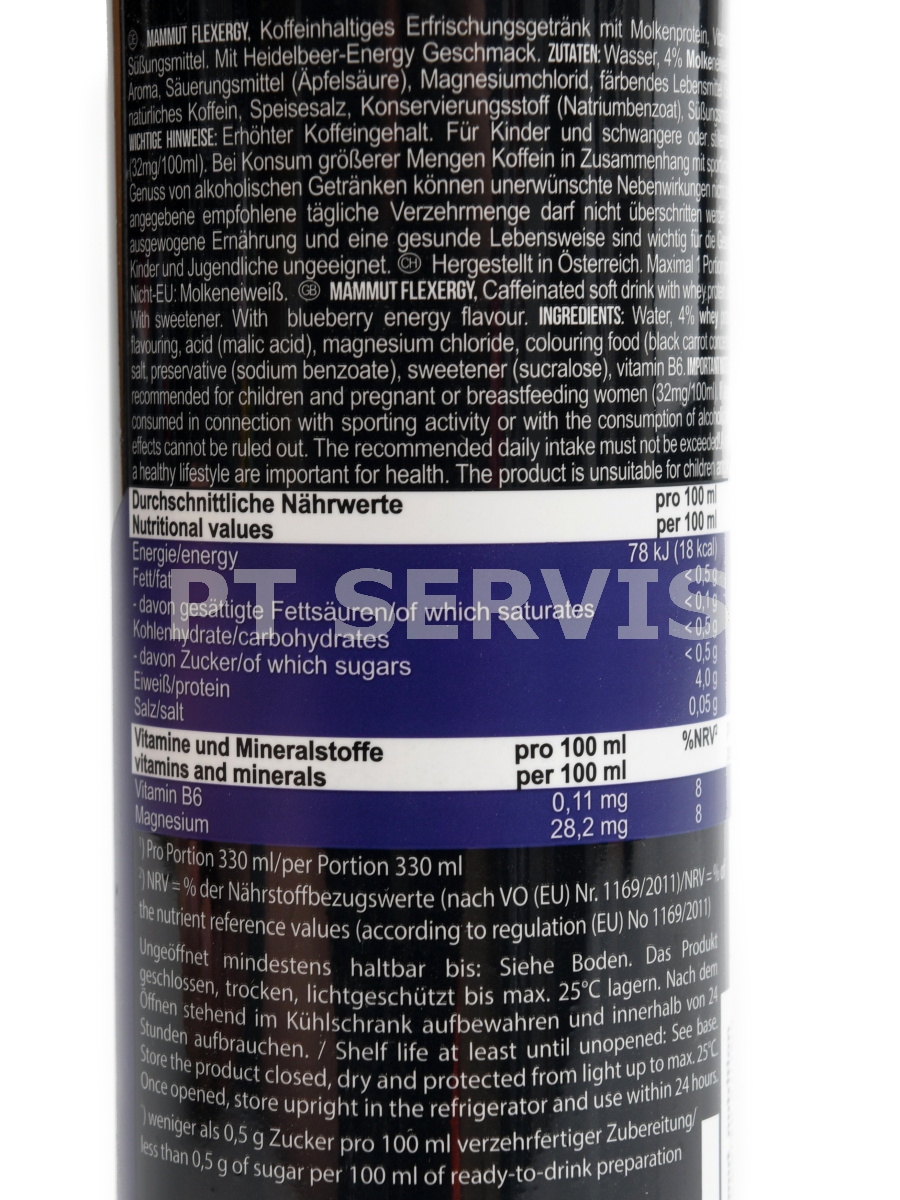 DE MAMMUT FLEXERGY, Koffeinhaltiges Erfrischungsgetränk mit Molkenprotein,
Süßungsmittel. Mit Heidelbeer-Energy Geschmack. ZUTATEN: Wasser, 4%
Aroma, Säuerungsmittel (Äpfelsäure), Magnesiumchlorid, färbendes
natürliches Koffein, Speisesalz, Konservierungsstoff (Natriumbenzoat),
WICHTIGE HINWEISE: Erhöhter Koffeingehalt. Für Kinder und schwangere oder
(32mg/100ml). Bei Konsum größerer Mengen Koffein in Zusammenhang mit
Genuss von alkoholischen Getränken können unerwünschte Nebenwirkungen
angegebene empfohlene tägliche Verzehrmenge darf nicht überschritten
ausgewogene Ernährung und eine gesunde Lebensweise sind wichtig für die
Kinder und Jugendliche ungeeignet. CH Hergestellt in Österreich. Maximal 1
Nicht-EU: Molkeneiweiß. GB MAMMUT FLEXERGY, Caffeinated soft drink with whey
With sweetener. With blueberry energy flavour. INGREDIENTS: Water, 4% whey
flavouring, acid (malic acid), magnesium chloride, colouring food (black carrot
salt, preservative (sodium benzoate), sweetener (sucralose), vitamin B6.
recommended for children and pregnant or breastfeeding women (32mg/100ml).
consumed in connection with sporting activity or with the consumption of
effects cannot be ruled out. The recommended daily intake must not be exceeded!
a healthy lifestyle are important for health. The product is unsuitable for children
Durchschnittliche Nährwerte pro 100 ml
Nutritional values per 100 ml
Energie/energy 78 kJ (18 kcal)
Fett/fat < 0,5 g
- davon gesättigte Fettsäuren/of which saturates < 0,1 g
Kohlenhydrate/carbohydrates < 0,5 g
- davon Zucker/of which sugars < 0,5 g
Eiweiß/protein 4,0 g
Salz/salt 0,05 g
PT SERVIS
Vitamine und Mineralstoffe pro 100 ml %NRV²
vitamins and minerals per 100 ml
Vitamin B6 0,11 mg 8
Magnesium 28,2 mg 8
¹) Pro Portion 330 ml/per Portion 330 ml
²) NRV = % der Nährstoffbezugswerte (nach VO (EU) Nr. 1169/2011)/NRV = %
the nutrient reference values (according to regulation (EU) No 1169/2011)
Ungeöffnet mindestens haltbar bis: Siehe Boden. Das Produkt
geschlossen, trocken, lichtgeschützt bis max. 25°C lagern. Nach dem
Öffnen stehend im Kühlschrank aufbewahren und innerhalb von 24
Stunden aufbrauchen. / Shelf life at least until unopened: See base.
Store the product closed, dry and protected from light up to max. 25°C.
Once opened, store upright in the refrigerator and use within 24 hours.
) weniger als 0,5 g Zucker pro 100 ml verzehrfertiger Zubereitung/
less than 0,5 g of sugar per 100 ml of ready-to-drink preparation